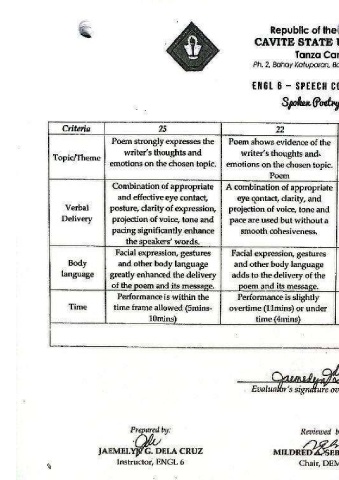 Republic of the
CAVITE STATE
Tanza Ca
Ph. 2, Bahay Katuparan, Ba
ENGL 6 – SPEECH CO
Spoken Poetry
Criteria 25 22
Topic/Theme
Poem strongly expresses the
writer's thoughts and
emotions on the chosen topic.
Poem shows evidence of the
writer's thoughts and
emotions on the chosen topic.
Poem
Verbal
Delivery
Combination of appropriate
and effective eye contact,
posture, clarity of expression,
projection of voice, tone and
pacing significantly enhance
the speakers' words.
A combination of appropriate
eye contact, clarity, and
projection of voice, tone and
pace are used but without a
smooth cohesiveness.
Body
language
Facial expression, gestures
and other body language
greatly enhanced the delivery
of the poem and its message.
Facial expression, gestures
and other body language
adds to the delivery of the
poem and its message.
Time
Performance is within the
time frame allowed (5mins-
10mins)
Performance is slightly
overtime (11mins) or under
time (4mins)
Evaluator's signature ov
Prepared by:
JAEMELYN G. DELA CRUZ
Instructor, ENGL 6
Reviewed b
MILDRED A. SEB
Chair, DEM